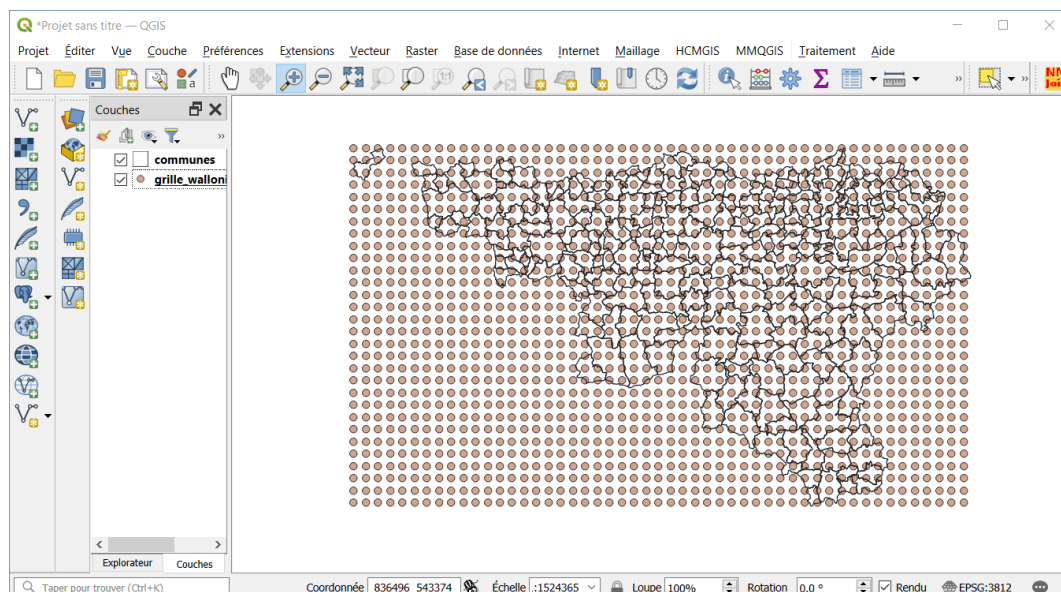 *Projet sans titre — QGIS
Projet Éditer Vue Couche Préférences Extensions Vecteur Raster Base de données Internet Maillage HCMGIS MMQGIS Traitement Aide
NN
Joi
Couches
communes
grille_walloni
Explorateur Couches
Taper pour trouver (Ctrl+K) Coordonnée 836496 543374 Échelle :1524365 Loupe 100% Rotation 0.0 ° Rendu EPSG:3812